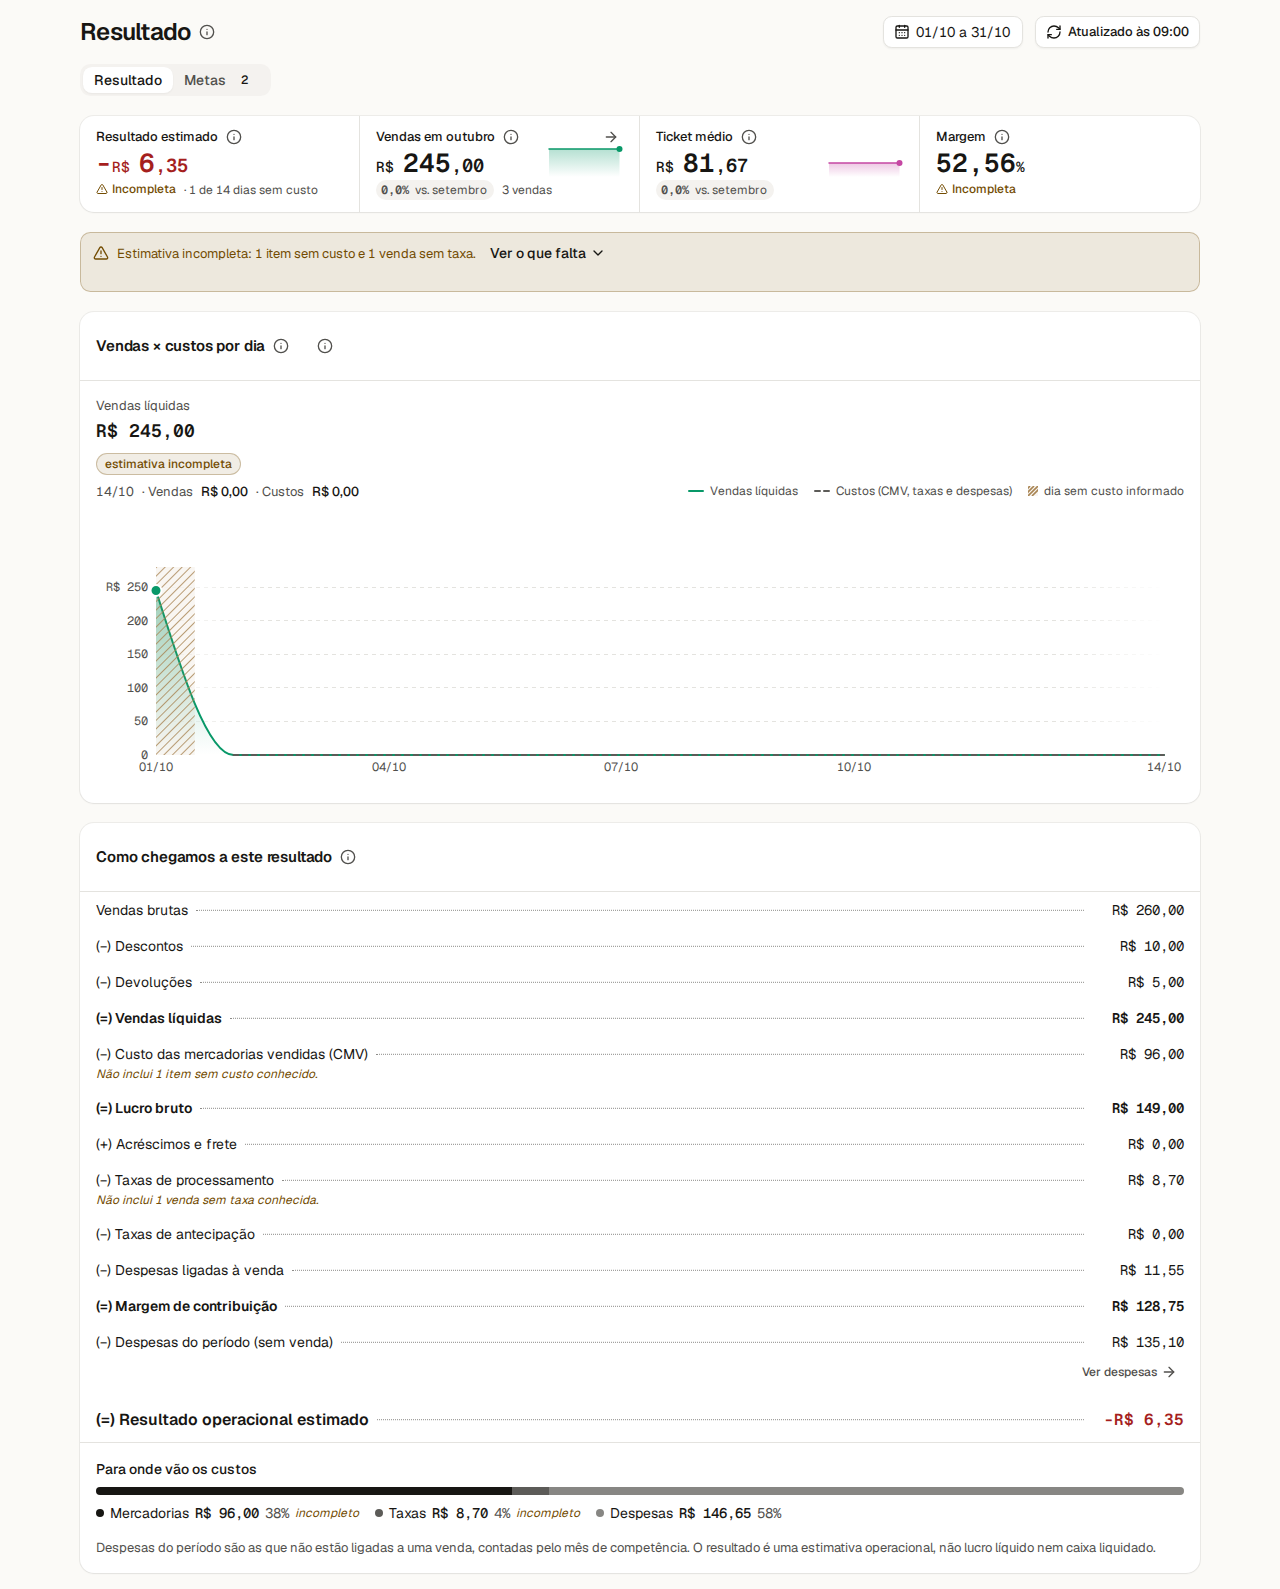 Resultado
01/10 a 31/10
Atualizado às 09:00
Resultado Metas 2
Resultado estimado
-R$ 6,35
Incompleta · 1 de 14 dias sem custo
Vendas em outubro
R$ 245,00
0,0% vs. setembro 3 vendas
Ticket médio
R$ 81,67
0,0% vs. setembro
Margem
52,56%
Incompleta
Estimativa incompleta: 1 item sem custo e 1 venda sem taxa. Ver o que falta
Vendas × custos por dia
Vendas líquidas
R$ 245,00
estimativa incompleta
14/10 · Vendas R$ 0,00 · Custos R$ 0,00
Vendas líquidas Custos (CMV, taxas e despesas) dia sem custo informado
R$ 250
200
150
100
50
0
01/10 04/10 07/10 10/10 14/10
Como chegamos a este resultado
Vendas brutas R$ 260,00
(−) Descontos R$ 10,00
(−) Devoluções R$ 5,00
(=) Vendas líquidas R$ 245,00
(−) Custo das mercadorias vendidas (CMV) R$ 96,00
Não inclui 1 item sem custo conhecido.
(=) Lucro bruto R$ 149,00
(+) Acréscimos e frete R$ 0,00
(−) Taxas de processamento R$ 8,70
Não inclui 1 venda sem taxa conhecida.
(−) Taxas de antecipação R$ 0,00
(−) Despesas ligadas à venda R$ 11,55
(=) Margem de contribuição R$ 128,75
(−) Despesas do período (sem venda) R$ 135,10
Ver despesas
(=) Resultado operacional estimado -R$ 6,35
Para onde vão os custos
Mercadorias R$ 96,00 38% incompleto Taxas R$ 8,70 4% incompleto Despesas R$ 146,65 58%
Despesas do período são as que não estão ligadas a uma venda, contadas pelo mês de competência. O resultado é uma estimativa operacional, não lucro líquido nem caixa liquidado.